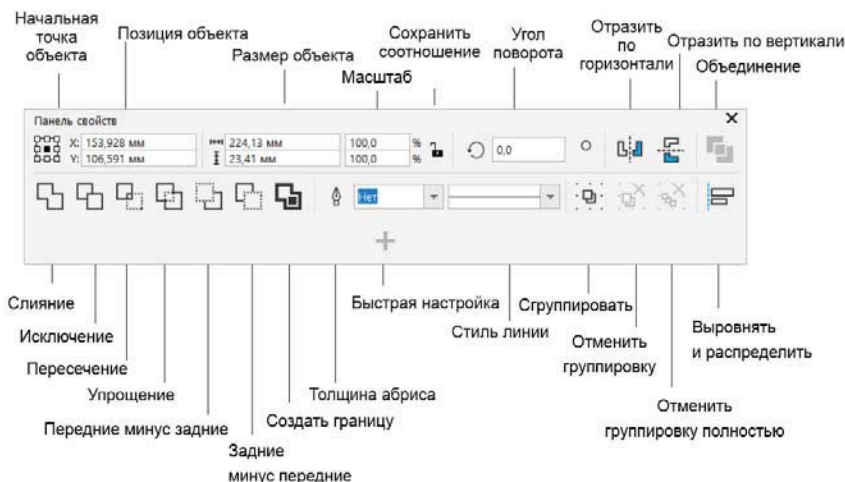 Начальная
точка
объекта
Позиция объекта
Размер объекта
Масштаб
Сохранить
соотношение
Угол
поворота
Отразить
по
горизонтали
Отразить по вертикали
Объединение
Панель свойств
X: 153,928 мм
Y: 106,591 мм
224,13 мм
23,41 мм
100,0 %
100,0 %
0,0
Нет
Слияние
Исключение
Пересечение
Упрощение
Передние минус задние
Задние
минус передние
Создать границу
Толщина абриса
Быстрая настройка
Стиль линии
Сгруппировать
Отменить
группировку
Отменить
группировку полностью
Выровнять
и распределить